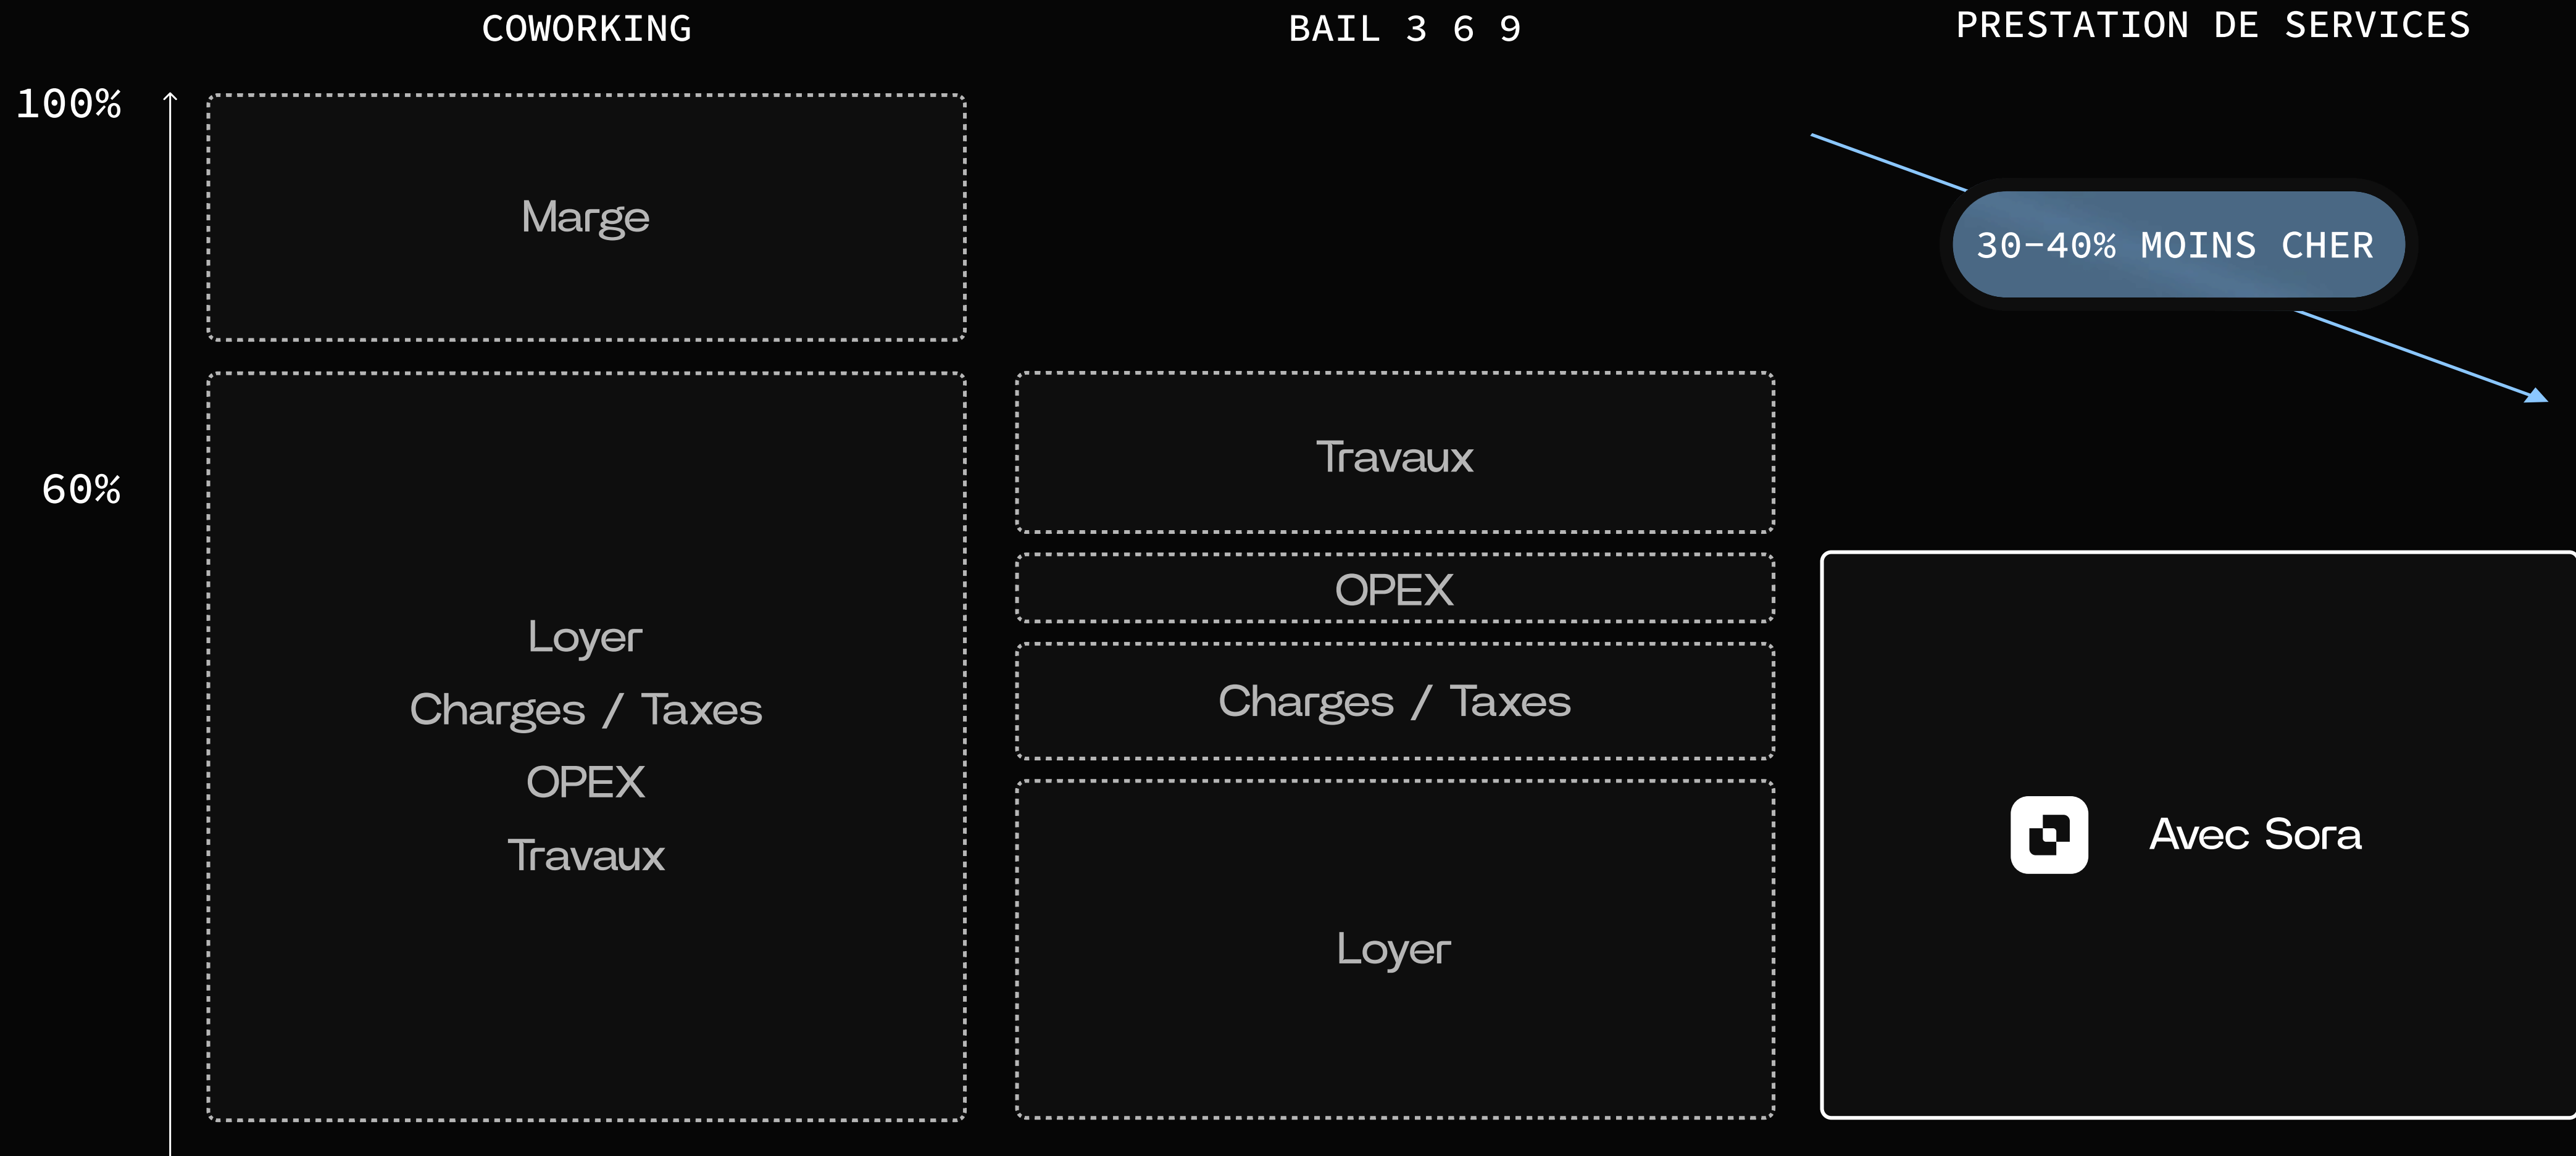 COWORKING
BAIL 3 6 9
PRESTATION DE SERVICES
100%
60%
Marge
Loyer
Charges / Taxes
OPEX
Travaux
Travaux
OPEX
Charges / Taxes
Loyer
30-40% MOINS CHER
Avec Sora